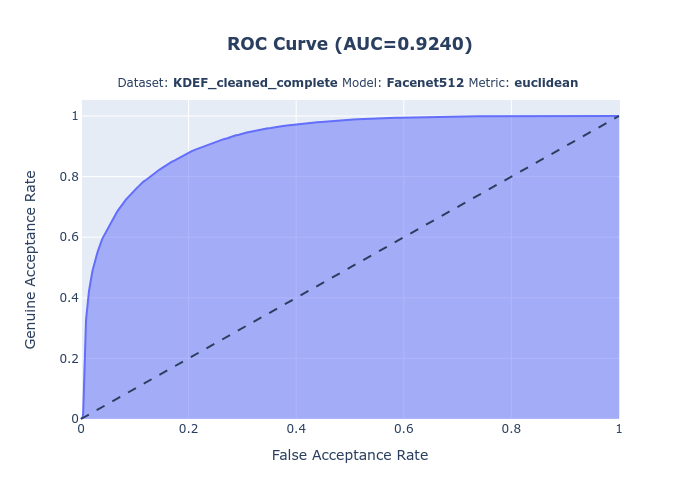 ROC Curve (AUC=0.9240)
Dataset: KDEF_cleaned_complete Model: Facenet512 Metric: euclidean
1
0.8
0.6
0.4
0.2
0
Genuine Acceptance Rate
0 0.2 0.4 0.6 0.8 1
False Acceptance Rate